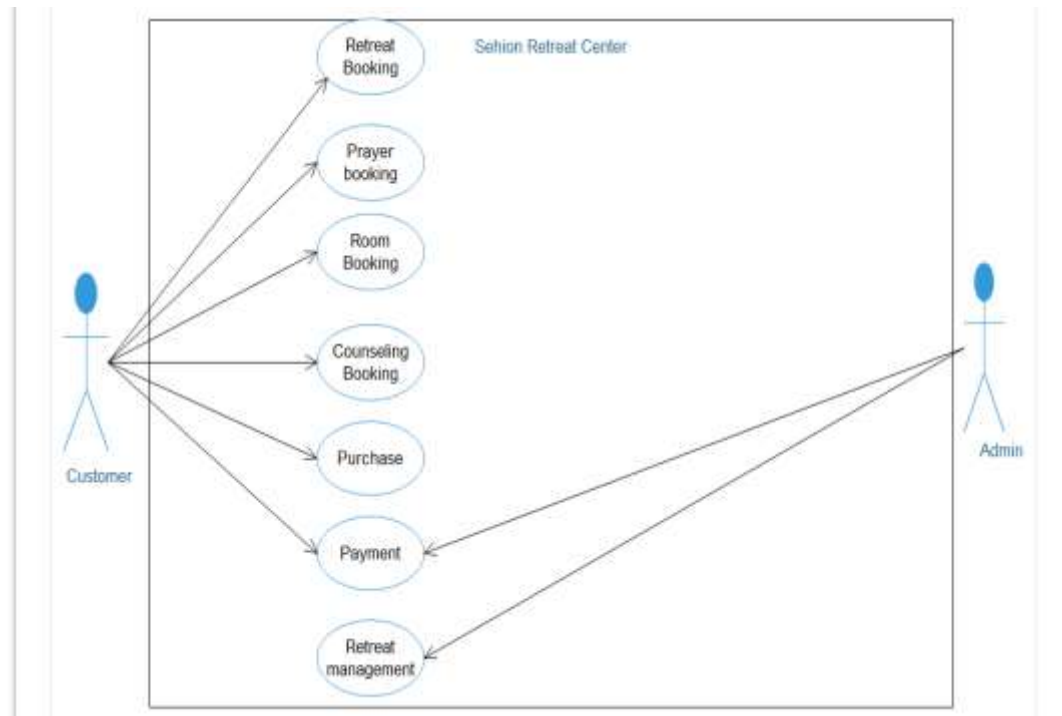 Retreat
Booking
Sehion Retreat Center
Prayer
booking
Room
Booking
Counseling
Booking
Purchase
Customer
Admin
Payment
Retreat
management